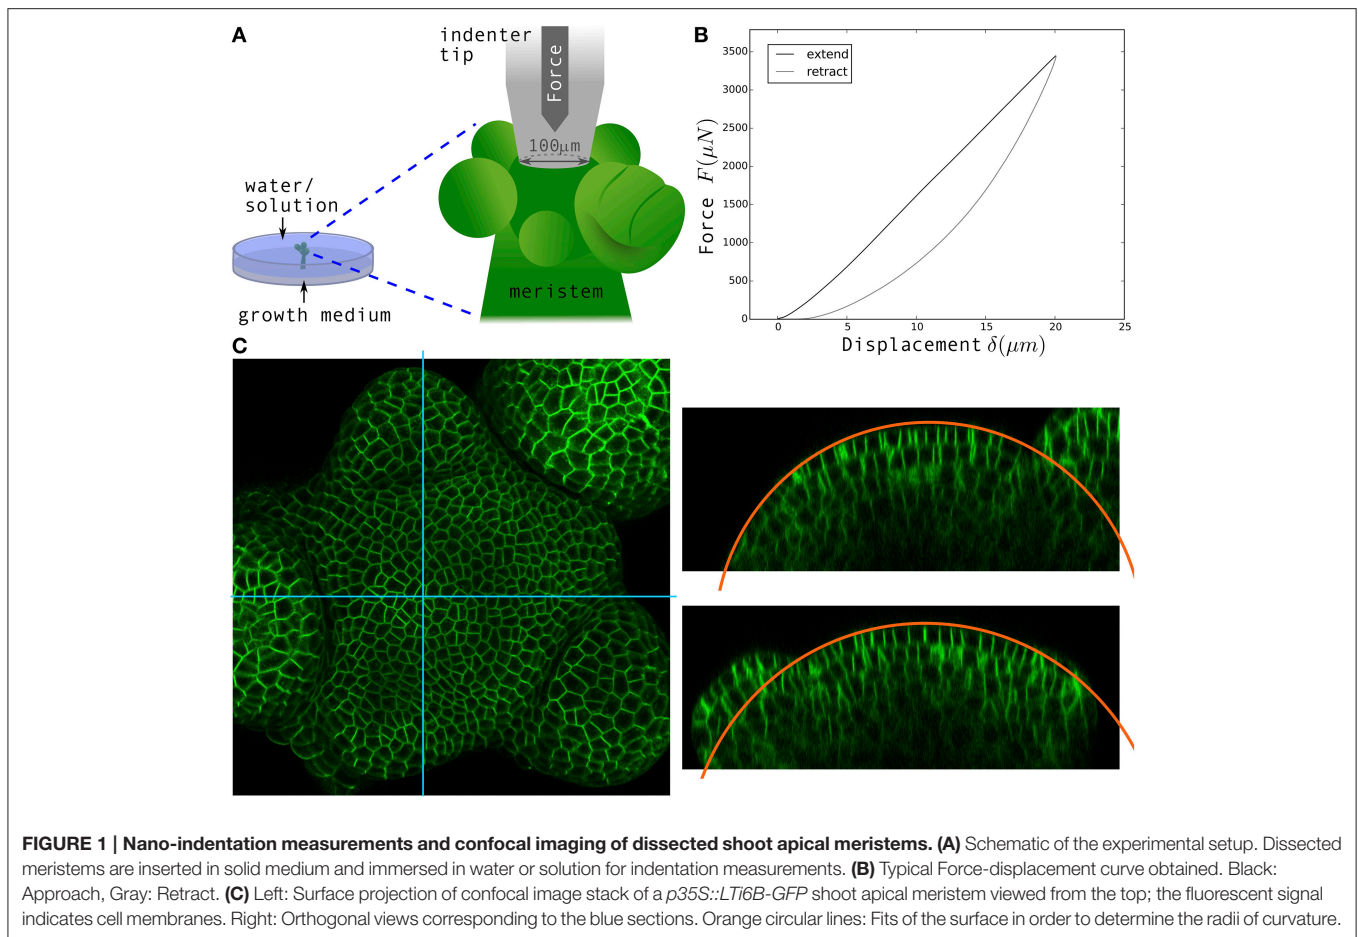 A
indenter
tip
Force
100μm
water/
solution
growth medium
meristem
B
extend
retract
3500
3000
2500
2000
1500
1000
500
0
0 5 10 15 20 25
Force F(μN)
Displacement δ(μm)
C
FIGURE 1 | Nano-indentation measurements and confocal imaging of dissected shoot apical meristems. (A) Schematic of the experimental setup. Dissected
meristems are inserted in solid medium and immersed in water or solution for indentation measurements. (B) Typical Force-displacement curve obtained. Black:
Approach, Gray: Retract. (C) Left: Surface projection of confocal image stack of a p35S::LTi6B-GFP shoot apical meristem viewed from the top; the fluorescent signal
indicates cell membranes. Right: Orthogonal views corresponding to the blue sections. Orange circular lines: Fits of the surface in order to determine the radii of curvature.